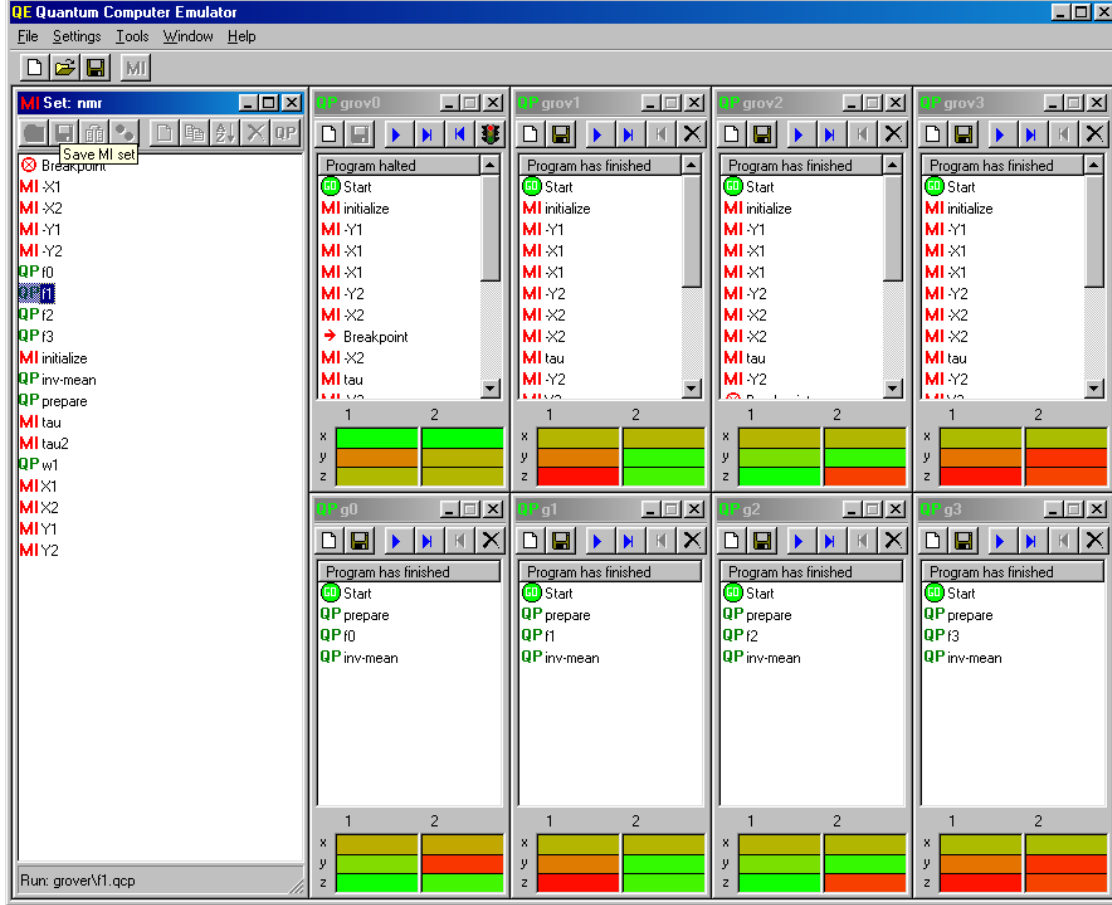 QE Quantum Computer Emulator
File Settings Tools Window Help
MI
MI Set: nmr
QP
Save MI set
Breakpoint
MI -X1
MI -X2
MI -Y1
MI -Y2
QP f0
QP f1
QP f2
QP f3
MI initialize
QP inv-mean
QP prepare
MI tau
MI tau2
QP w1
MI X1
MI X2
MI Y1
MI Y2
Run: grover\f1.qcp
QP grov0
Program halted
GO Start
MI initialize
MI -Y1
MI -X1
MI -X1
MI -Y2
MI -X2
Breakpoint
MI -X2
MI tau
1 2
x
y
z
QP grov1
Program has finished
GO Start
MI initialize
MI -Y1
MI -X1
MI -X1
MI -Y2
MI -X2
MI -X2
MI tau
MI -Y2
1 2
x
y
z
QP grov2
Program has finished
GO Start
MI initialize
MI -Y1
MI -X1
MI -X1
MI -Y2
MI -X2
MI -X2
MI tau
MI -Y2
1 2
x
y
z
QP grov3
Program has finished
GO Start
MI initialize
MI -Y1
MI -X1
MI -X1
MI -Y2
MI -X2
MI -X2
MI tau
MI -Y2
1 2
x
y
z
QP g0
Program has finished
GO Start
QP prepare
QP f0
QP inv-mean
1 2
x
y
z
QP g1
Program has finished
GO Start
QP prepare
QP f1
QP inv-mean
1 2
x
y
z
QP g2
Program has finished
GO Start
QP prepare
QP f2
QP inv-mean
1 2
x
y
z
QP g3
Program has finished
GO Start
QP prepare
QP f3
QP inv-mean
1 2
x
y
z